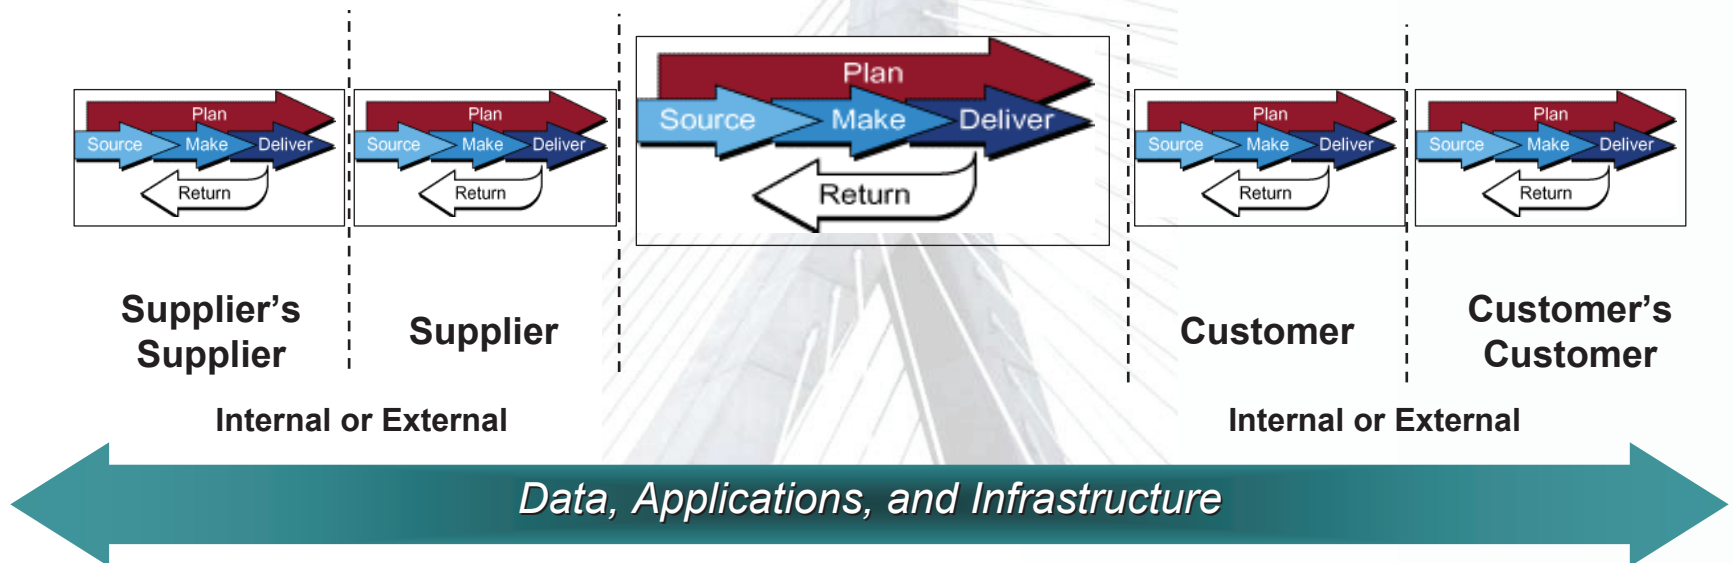 Plan
Source Make Deliver
Return
Plan
Source Make Deliver
Return
Plan
Source Make Deliver
Return
Plan
Source Make Deliver
Return
Plan
Source Make Deliver
Return
Supplier’s
Supplier
Supplier
Customer
Customer’s
Customer
Internal or External
Internal or External
Data, Applications, and Infrastructure